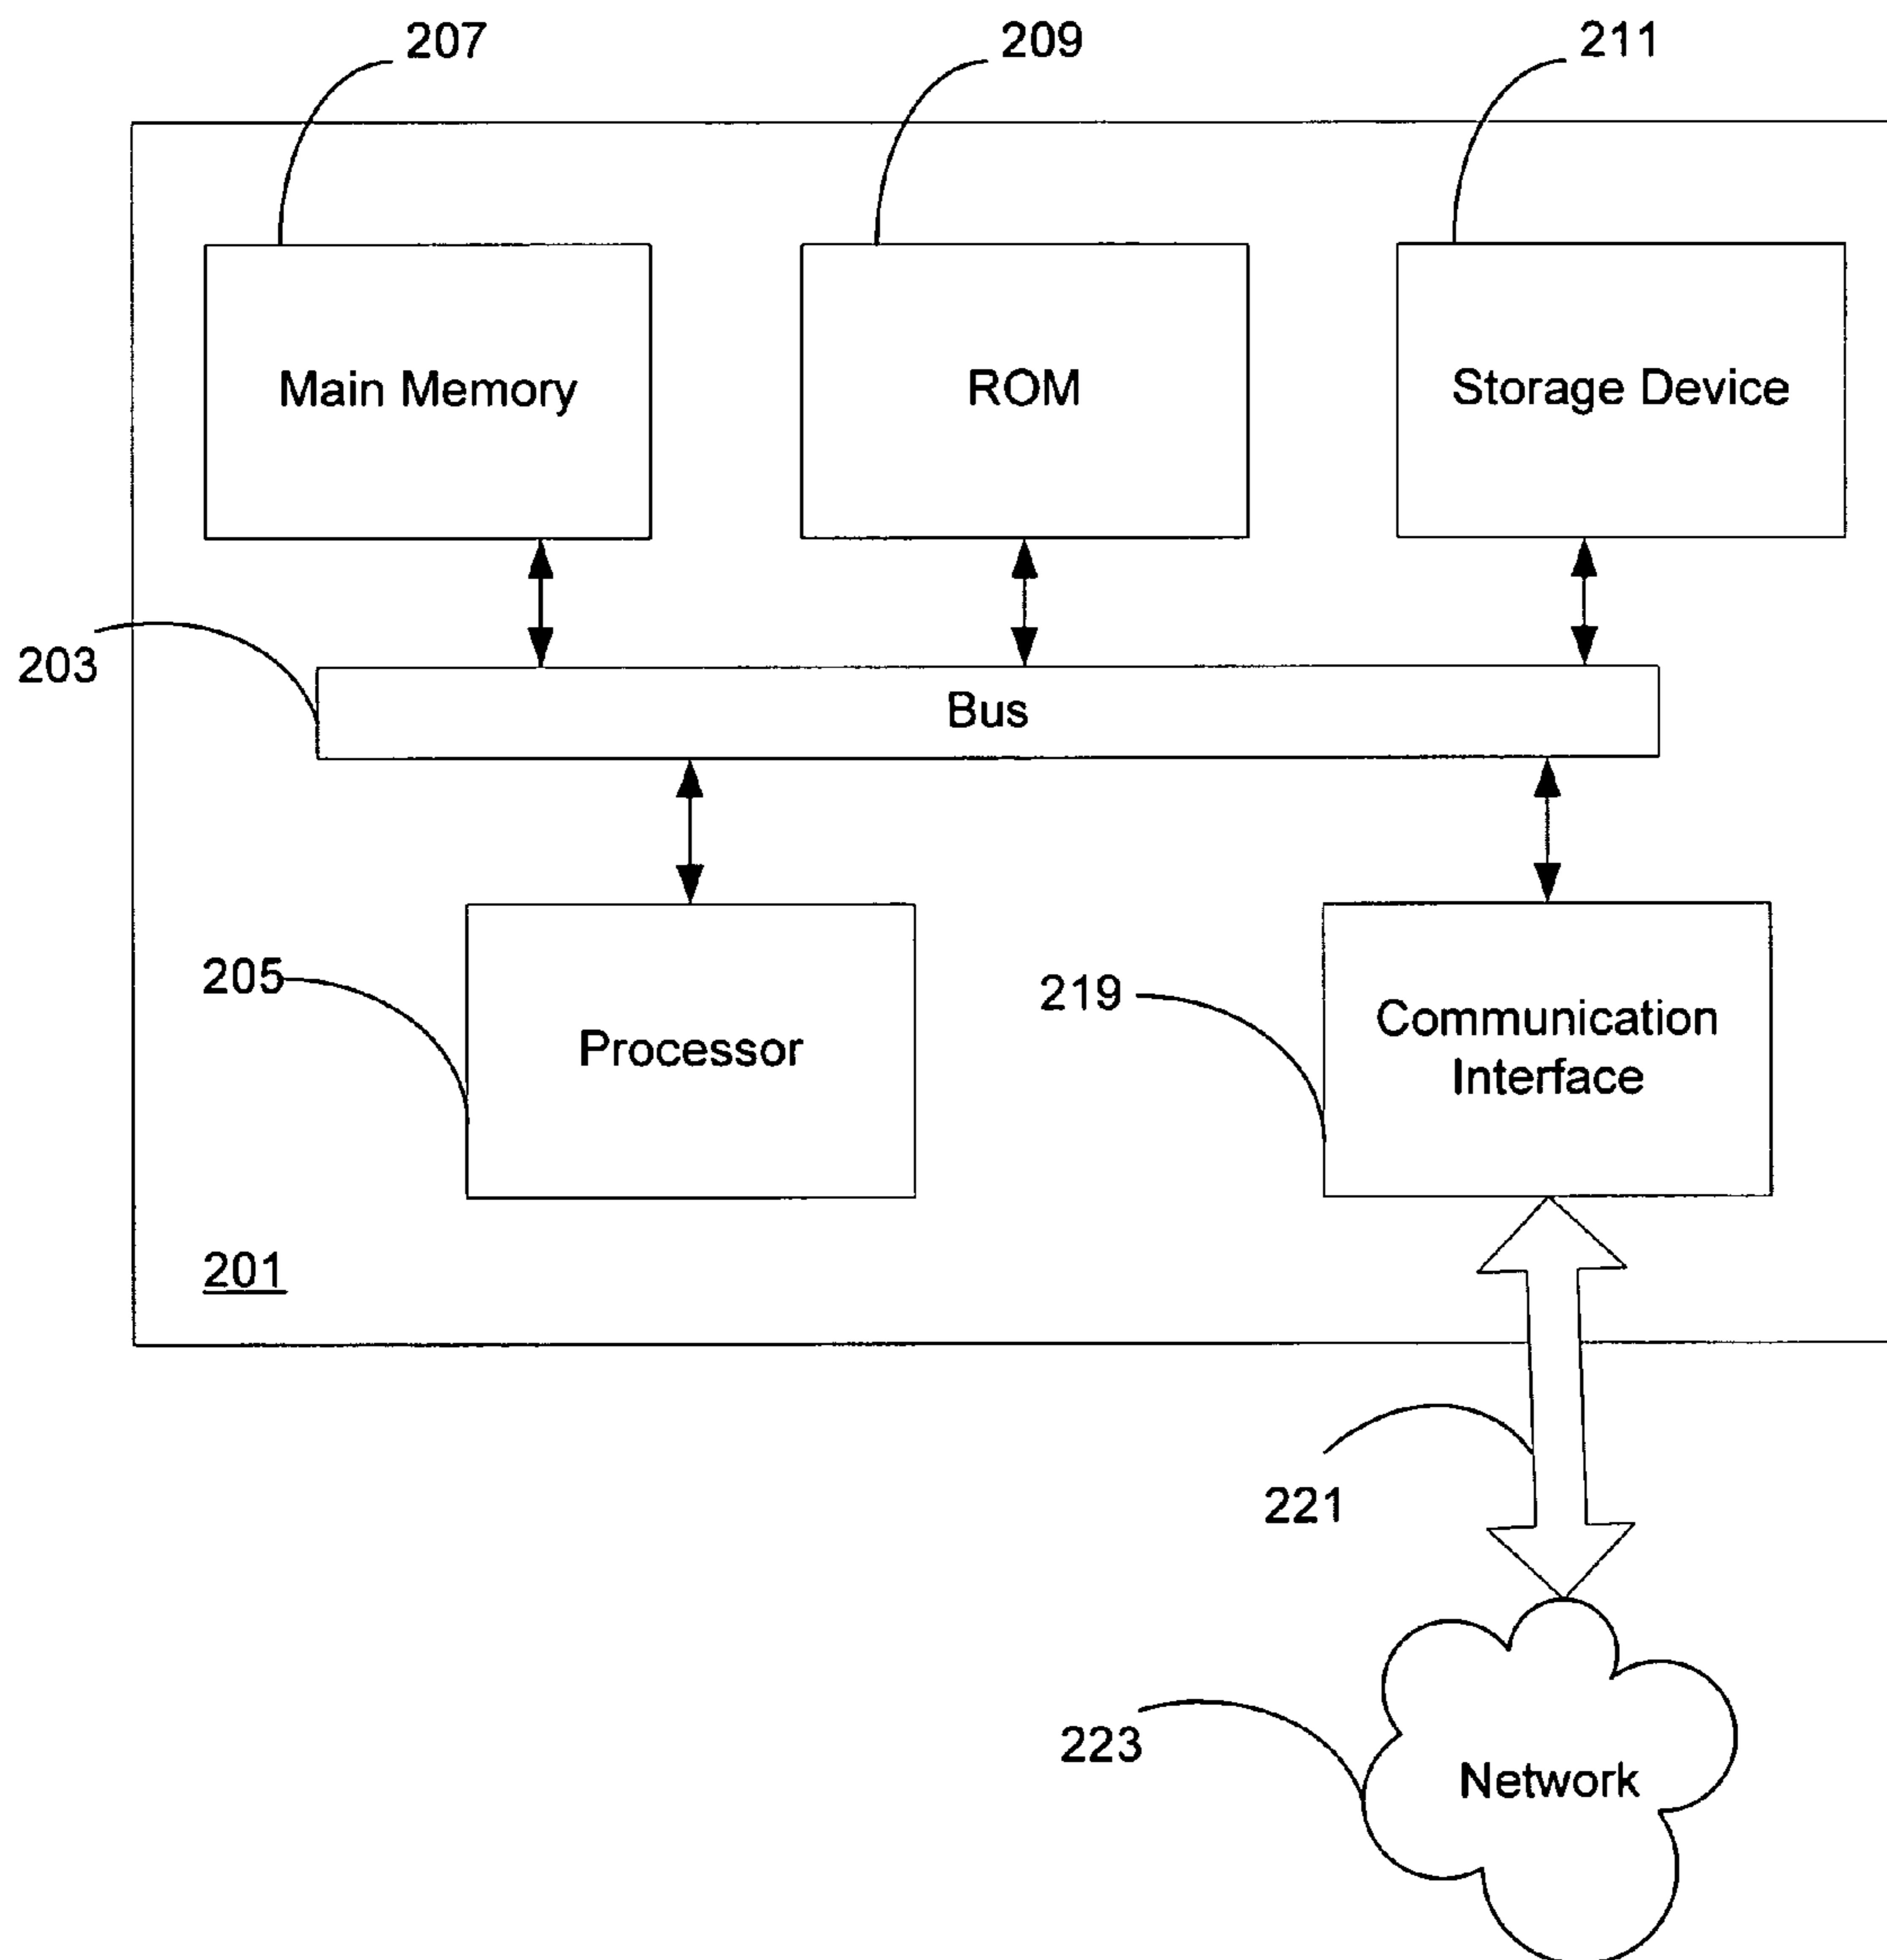 207
209
211
Main Memory
ROM
Storage Device
203
Bus
205
Processor
219
Communication
Interface
201
221
223
Network